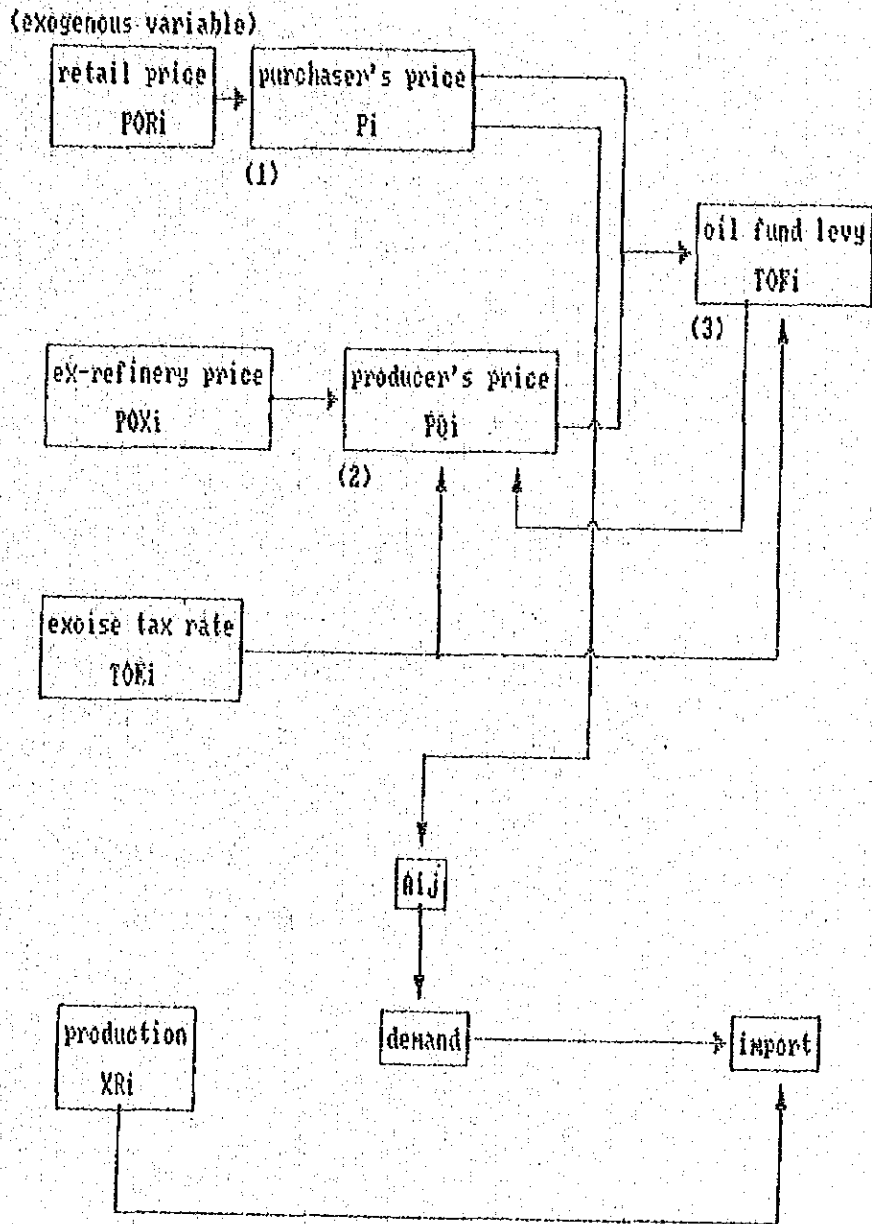 (exogenous variable)
retail price
PORi
purchaser's price
Pi
(1)
oil fund levy
TOFi
(3)
ex-refinery price
POXi
producer's price
PQi
(2)
exoise tax rate
TOEi
Aij
demand
import
production
XRi